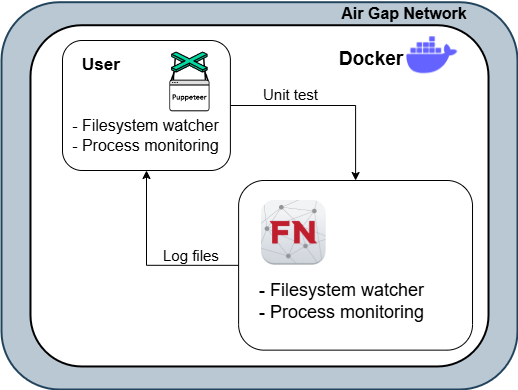 Air Gap Network
User
Docker
Puppeteer
- Filesystem watcher
- Process monitoring
Unit test
FN
Log files
- Filesystem watcher
- Process monitoring